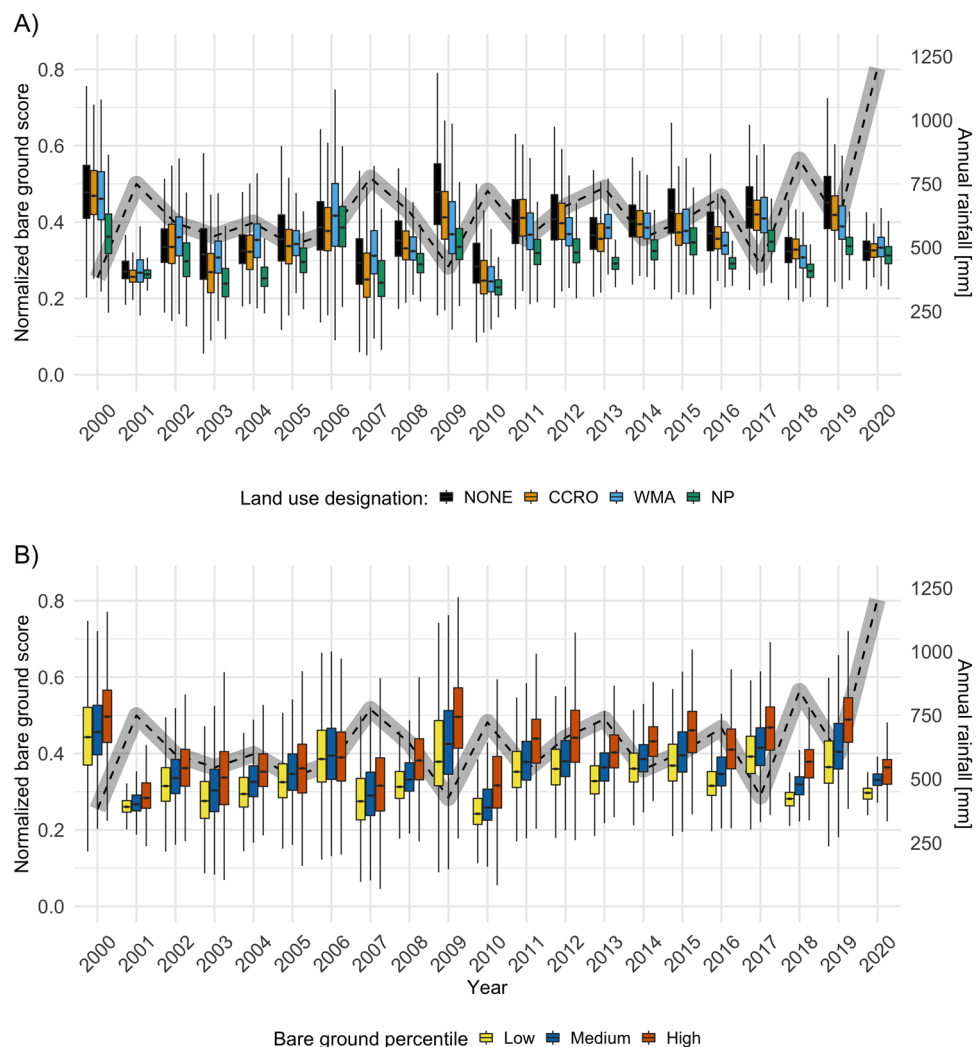 A)
Normalized bare ground score
0.8
0.6
0.4
0.2
0.0
1250
1000
750
500
250
Annual rainfall [mm]
2000 2001 2002 2003 2004 2005 2006 2007 2008 2009 2010 2011 2012 2013 2014 2015 2016 2017 2018 2019 2020
Land use designation: NONE CCRO WMA NP
B)
Normalized bare ground score
0.8
0.6
0.4
0.2
0.0
1250
1000
750
500
250
Annual rainfall [mm]
2000 2001 2002 2003 2004 2005 2006 2007 2008 2009 2010 2011 2012 2013 2014 2015 2016 2017 2018 2019 2020
Year
Bare ground percentile Low Medium High